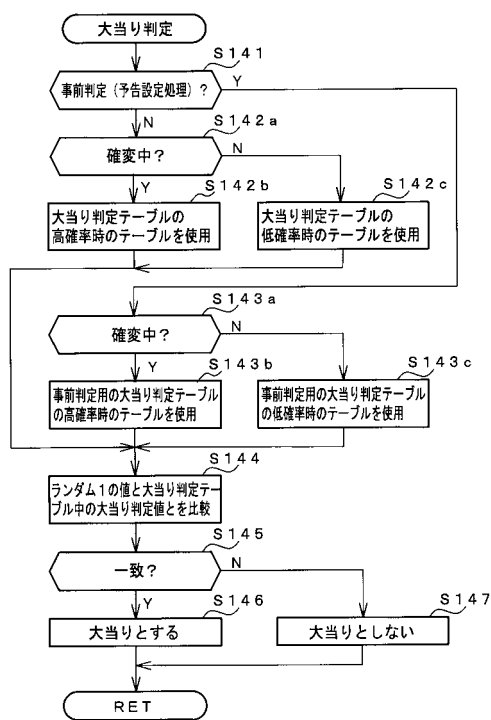 大当り判定
S141
事前判定（予告設定処理）？
Y
N
S142a
確変中？
N
Y
S142b
S142c
大当り判定テーブルの
高確率時のテーブルを使用
大当り判定テーブルの
低確率時のテーブルを使用
S143a
確変中？
N
Y
S143b
S143c
事前判定用の大当り判定テーブル
の高確率時のテーブルを使用
事前判定用の大当り判定テーブル
の低確率時のテーブルを使用
S144
ランダム１の値と大当り判定テー
ブル中の大当り判定値とを比較
S145
一致？
N
Y
S146
S147
大当りとする
大当りとしない
RET